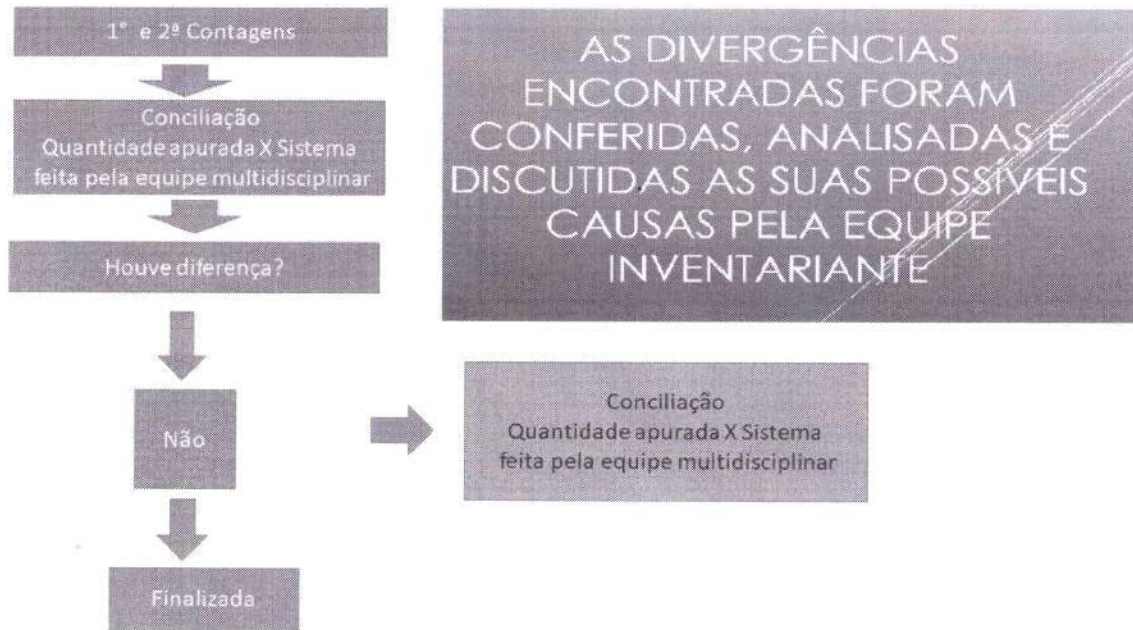 1° e 2ª Contagens
Conciliação
Quantidade apurada X Sistema
feita pela equipe multidisciplinar
Houve diferença?
Não
Finalizada
Conciliação
Quantidade apurada X Sistema
feita pela equipe multidisciplinar
AS DIVERGÊNCIAS
ENCONTRADAS FORAM
CONFERIDAS, ANALISADAS E
DISCUTIDAS AS SUAS POSSÍVEIS
CAUSAS PELA EQUIPE
INVENTARIANTE